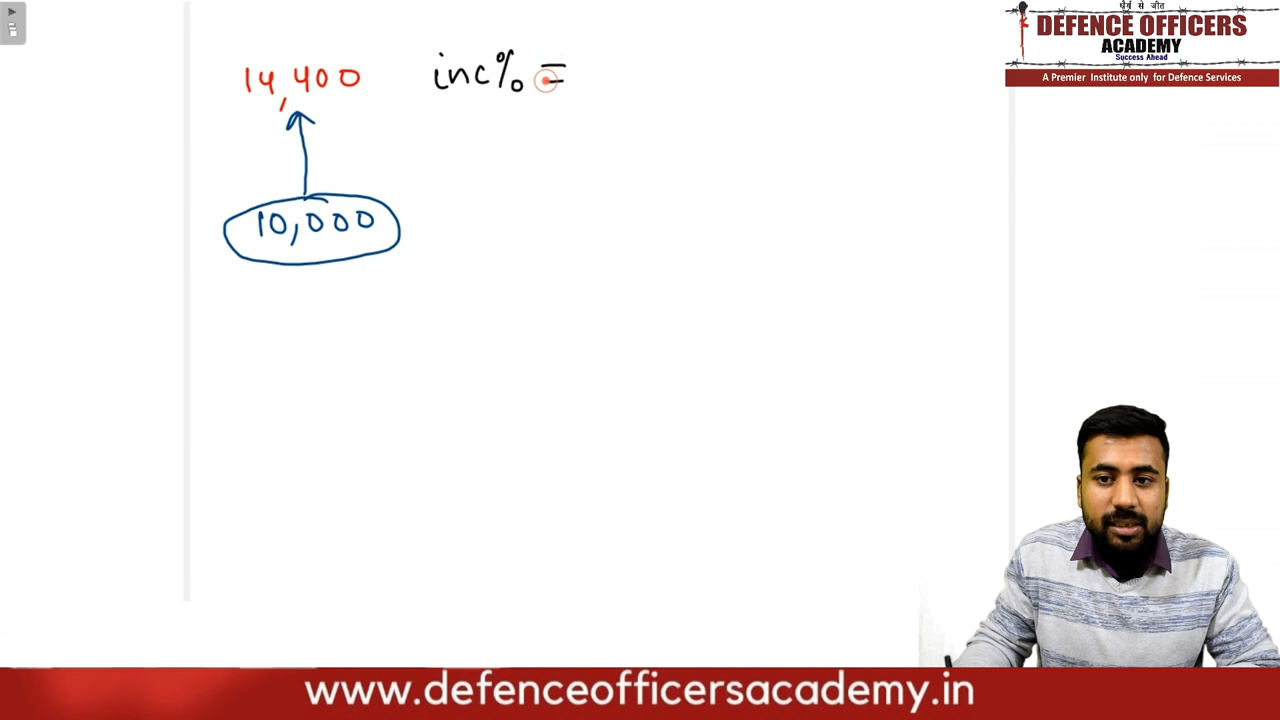 धैर्य से जीत
DEFENCE OFFICERS
ACADEMY
Success Ahead
A Premier Institute only for Defence Services
14,400 inc% =
10,000
www.defenceofficersacademy.in